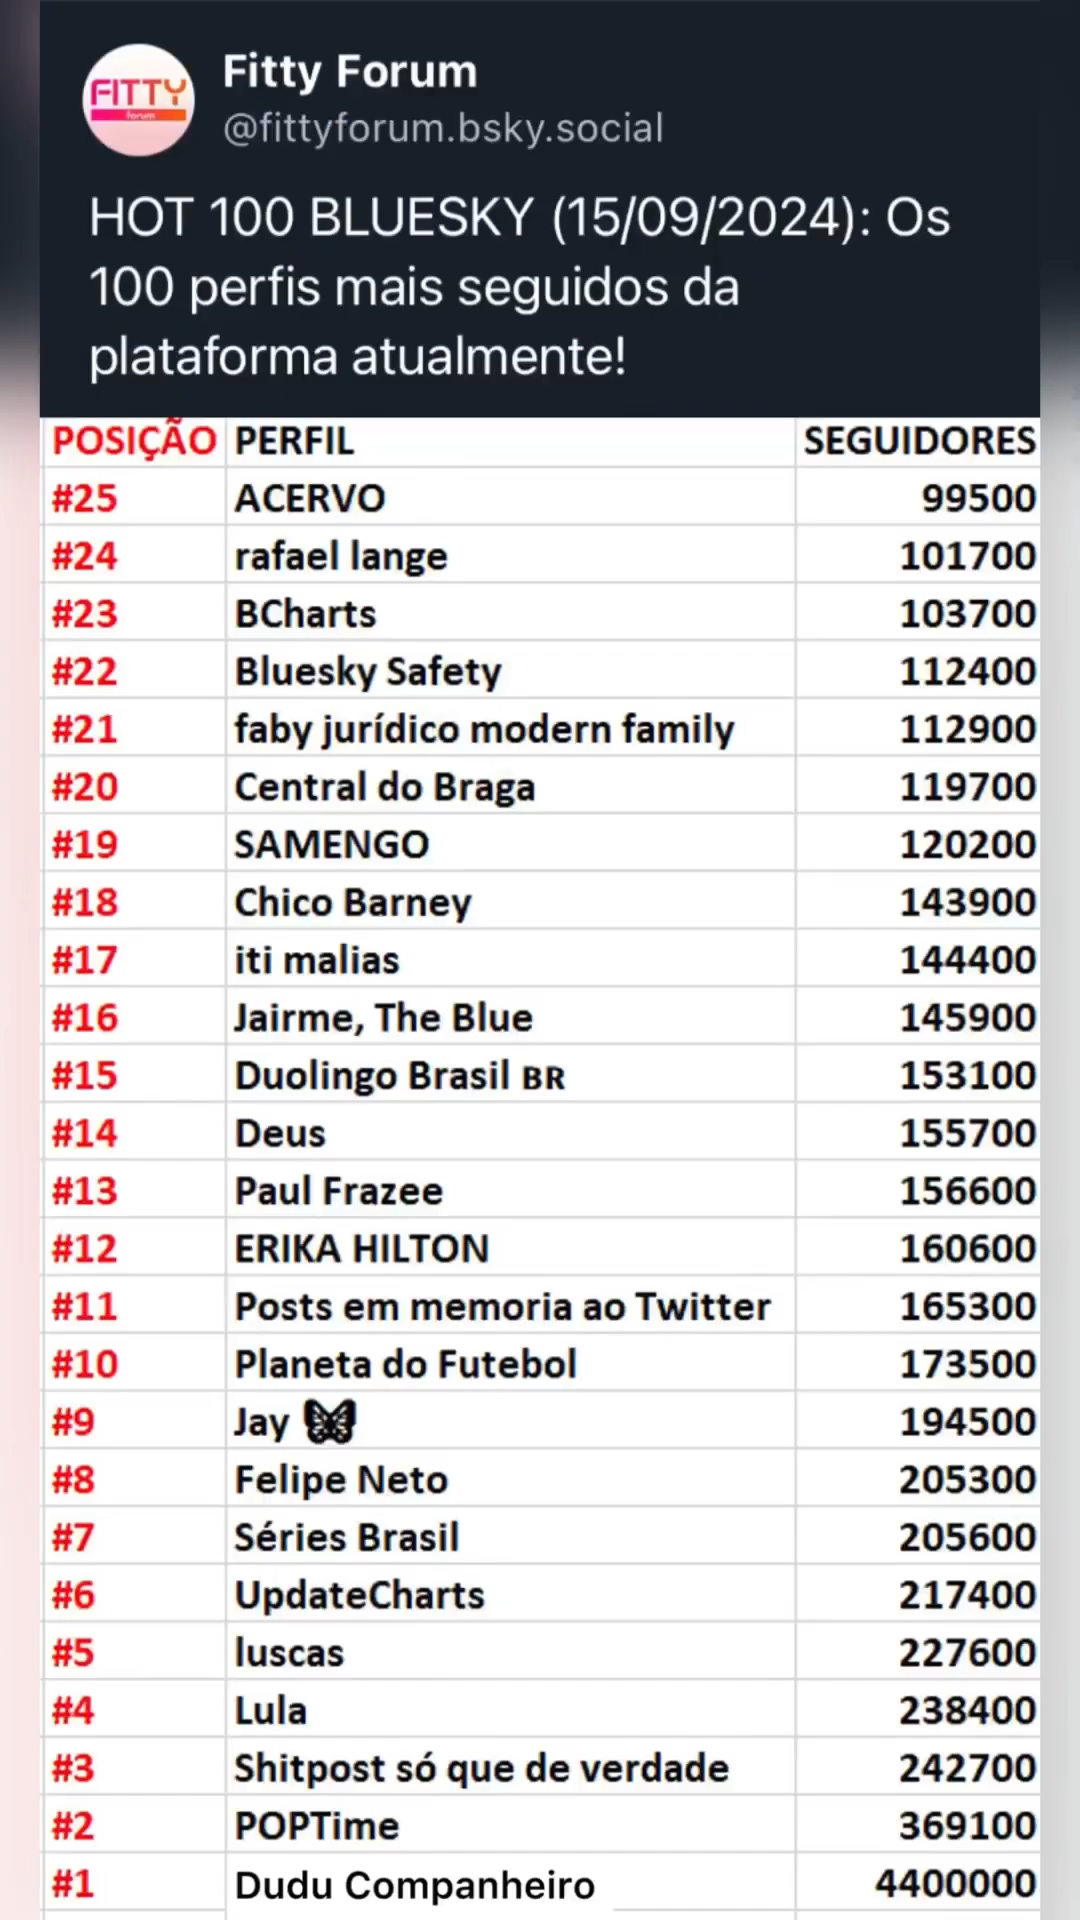 FITTY
forum
Fitty Forum
@fittyforum.bsky.social
HOT 100 BLUESKY (15/09/2024): Os
100 perfis mais seguidos da
plataforma atualmente!
POSIÇÃO PERFIL SEGUIDORES
#25 ACERVO 99500
#24 rafael lange 101700
#23 BCharts 103700
#22 Bluesky Safety 112400
#21 faby jurídico modern family 112900
#20 Central do Braga 119700
#19 SAMENGO 120200
#18 Chico Barney 143900
#17 iti malias 144400
#16 Jairme, The Blue 145900
#15 Duolingo Brasil BR 153100
#14 Deus 155700
#13 Paul Frazee 156600
#12 ERIKA HILTON 160600
#11 Posts em memoria ao Twitter 165300
#10 Planeta do Futebol 173500
#9 Jay 🦋 194500
#8 Felipe Neto 205300
#7 Séries Brasil 205600
#6 UpdateCharts 217400
#5 luscas 227600
#4 Lula 238400
#3 Shitpost só que de verdade 242700
#2 POPTime 369100
#1 Dudu Companheiro 4400000